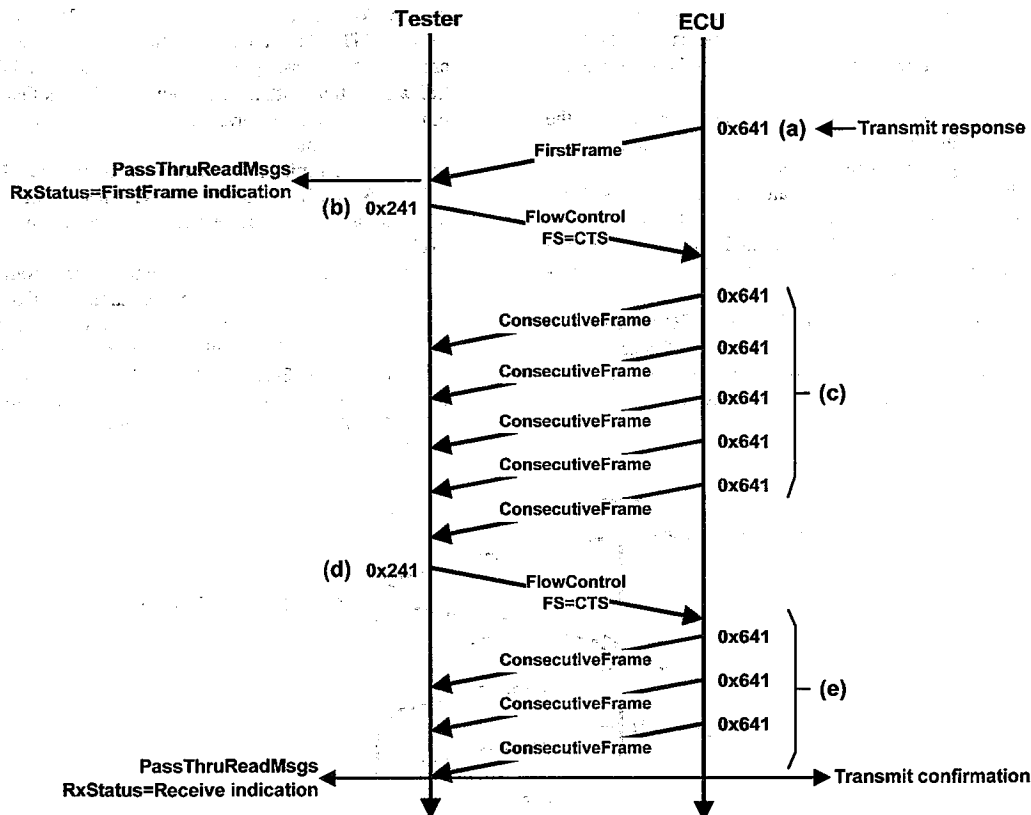 Tester
ECU
0x641 (a) Transmit response
FirstFrame
PassThruReadMsgs
RxStatus=FirstFrame indication
(b) 0x241
FlowControl
FS=CTS
0x641
ConsecutiveFrame
0x641
ConsecutiveFrame
0x641
(c)
ConsecutiveFrame
0x641
ConsecutiveFrame
0x641
ConsecutiveFrame
(d) 0x241
FlowControl
FS=CTS
0x641
ConsecutiveFrame
0x641
(e)
ConsecutiveFrame
0x641
ConsecutiveFrame
PassThruReadMsgs
RxStatus=Receive indication
Transmit confirmation